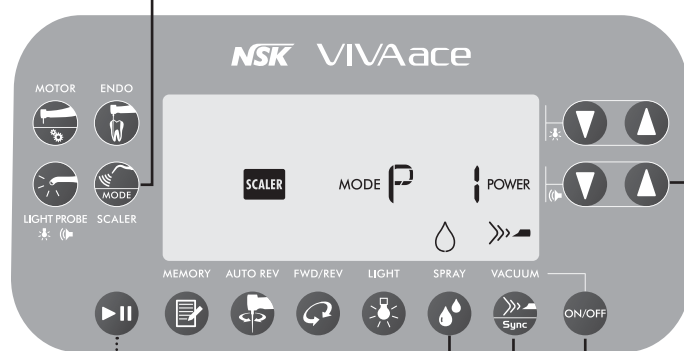 NSK VIVAace
MOTOR ENDO
MODE
LIGHT PROBE SCALER
SCALER MODE P 1 POWER
MEMORY AUTO REV FWD/REV LIGHT SPRAY VACUUM
Sync
ON/OFF